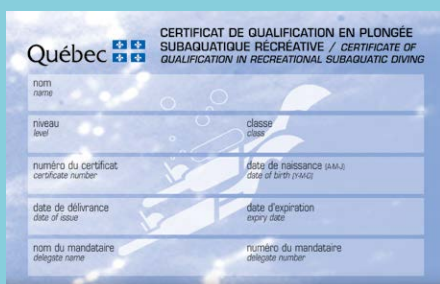 Québec
CERTIFICAT DE QUALIFICATION EN PLONGÉE
SUBAQUATIQUE RÉCRÉATIVE / CERTIFICATE OF
QUALIFICATION IN RECREATIONAL SUBAQUATIC DIVING
nom
name
niveau
level
classe
class
numéro du certificat
certificate number
date de naissance (A-M-J)
date of birth (Y-M-D)
date de délivrance
date of issue
date d'expiration
expiry date
nom du mandataire
delegate name
numéro du mandataire
delegate number